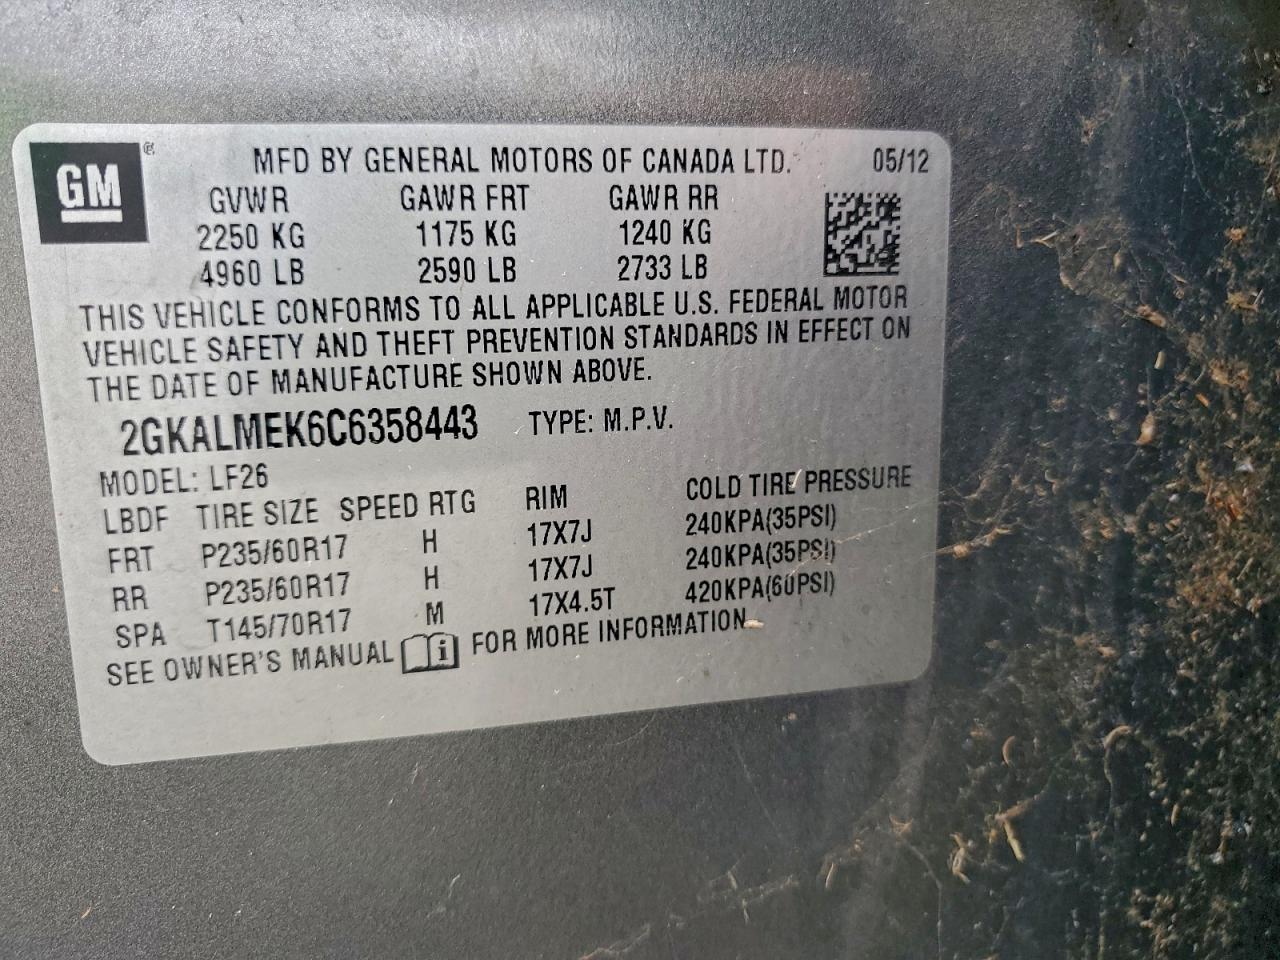 GM ®
MFD BY GENERAL MOTORS OF CANADA LTD. 05/12
GVWR GAWR FRT GAWR RR
2250 KG 1175 KG 1240 KG
4960 LB 2590 LB 2733 LB
THIS VEHICLE CONFORMS TO ALL APPLICABLE U.S. FEDERAL MOTOR
VEHICLE SAFETY AND THEFT PREVENTION STANDARDS IN EFFECT ON
THE DATE OF MANUFACTURE SHOWN ABOVE.
2GKALMEK6C6358443 TYPE: M.P.V.
MODEL: LF26
LBDF TIRE SIZE SPEED RTG RIM COLD TIRE PRESSURE
FRT P235/60R17 H 17X7J 240KPA(35PSI)
RR P235/60R17 H 17X7J 240KPA(35PSI)
SPA T145/70R17 M 17X4.5T 420KPA(60PSI)
SEE OWNER'S MANUAL i FOR MORE INFORMATION